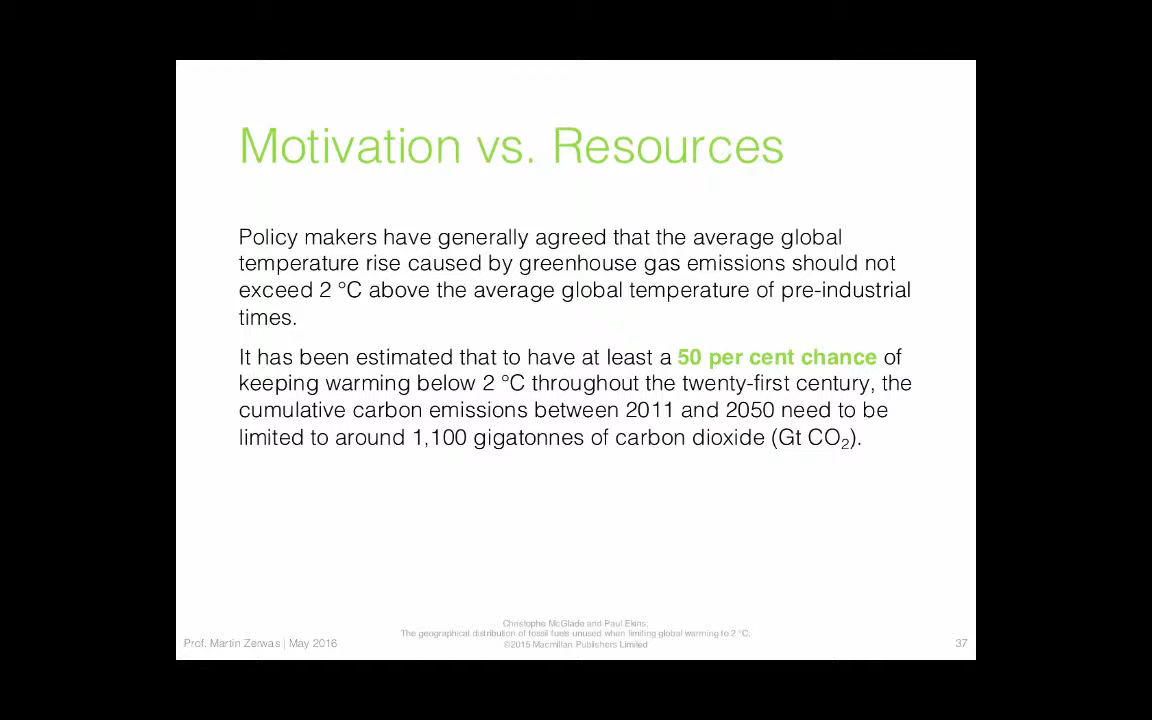 Motivation vs. Resources
Policy makers have generally agreed that the average global
temperature rise caused by greenhouse gas emissions should not
exceed 2 °C above the average global temperature of pre-industrial
times.
It has been estimated that to have at least a 50 per cent chance of
keeping warming below 2 °C throughout the twenty-first century, the
cumulative carbon emissions between 2011 and 2050 need to be
limited to around 1,100 gigatonnes of carbon dioxide (Gt CO₂).
Christophe McGlade and Paul Ekins;
The geographical distribution of fossil fuels unused when limiting global warming to 2 °C;
©2015 Macmillan Publishers Limited
Prof. Martin Zerwas | May 2016
37